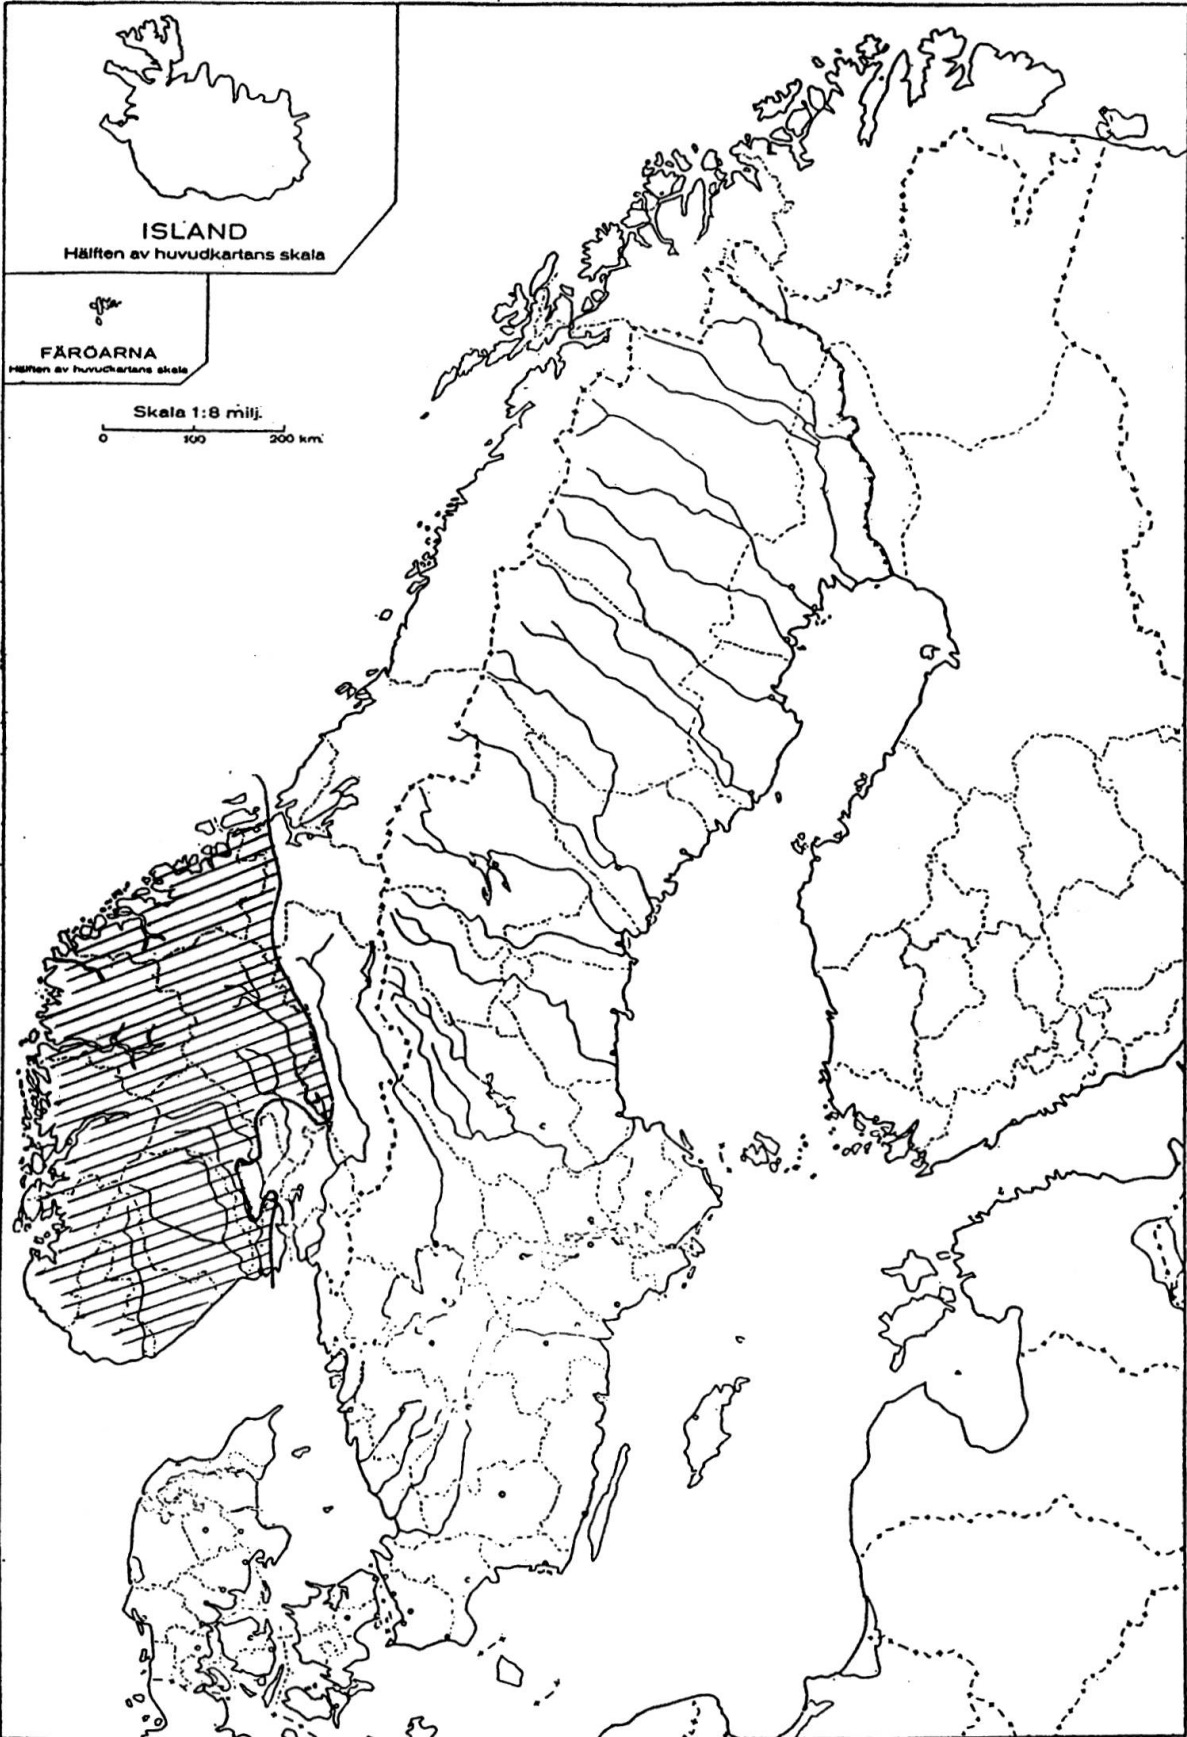 ISLAND
Hälften av huvudkartans skala
FÄRÖARNA
Hälften av huvudkartans skala
Skala 1:8 milj.
0 100 200 km.